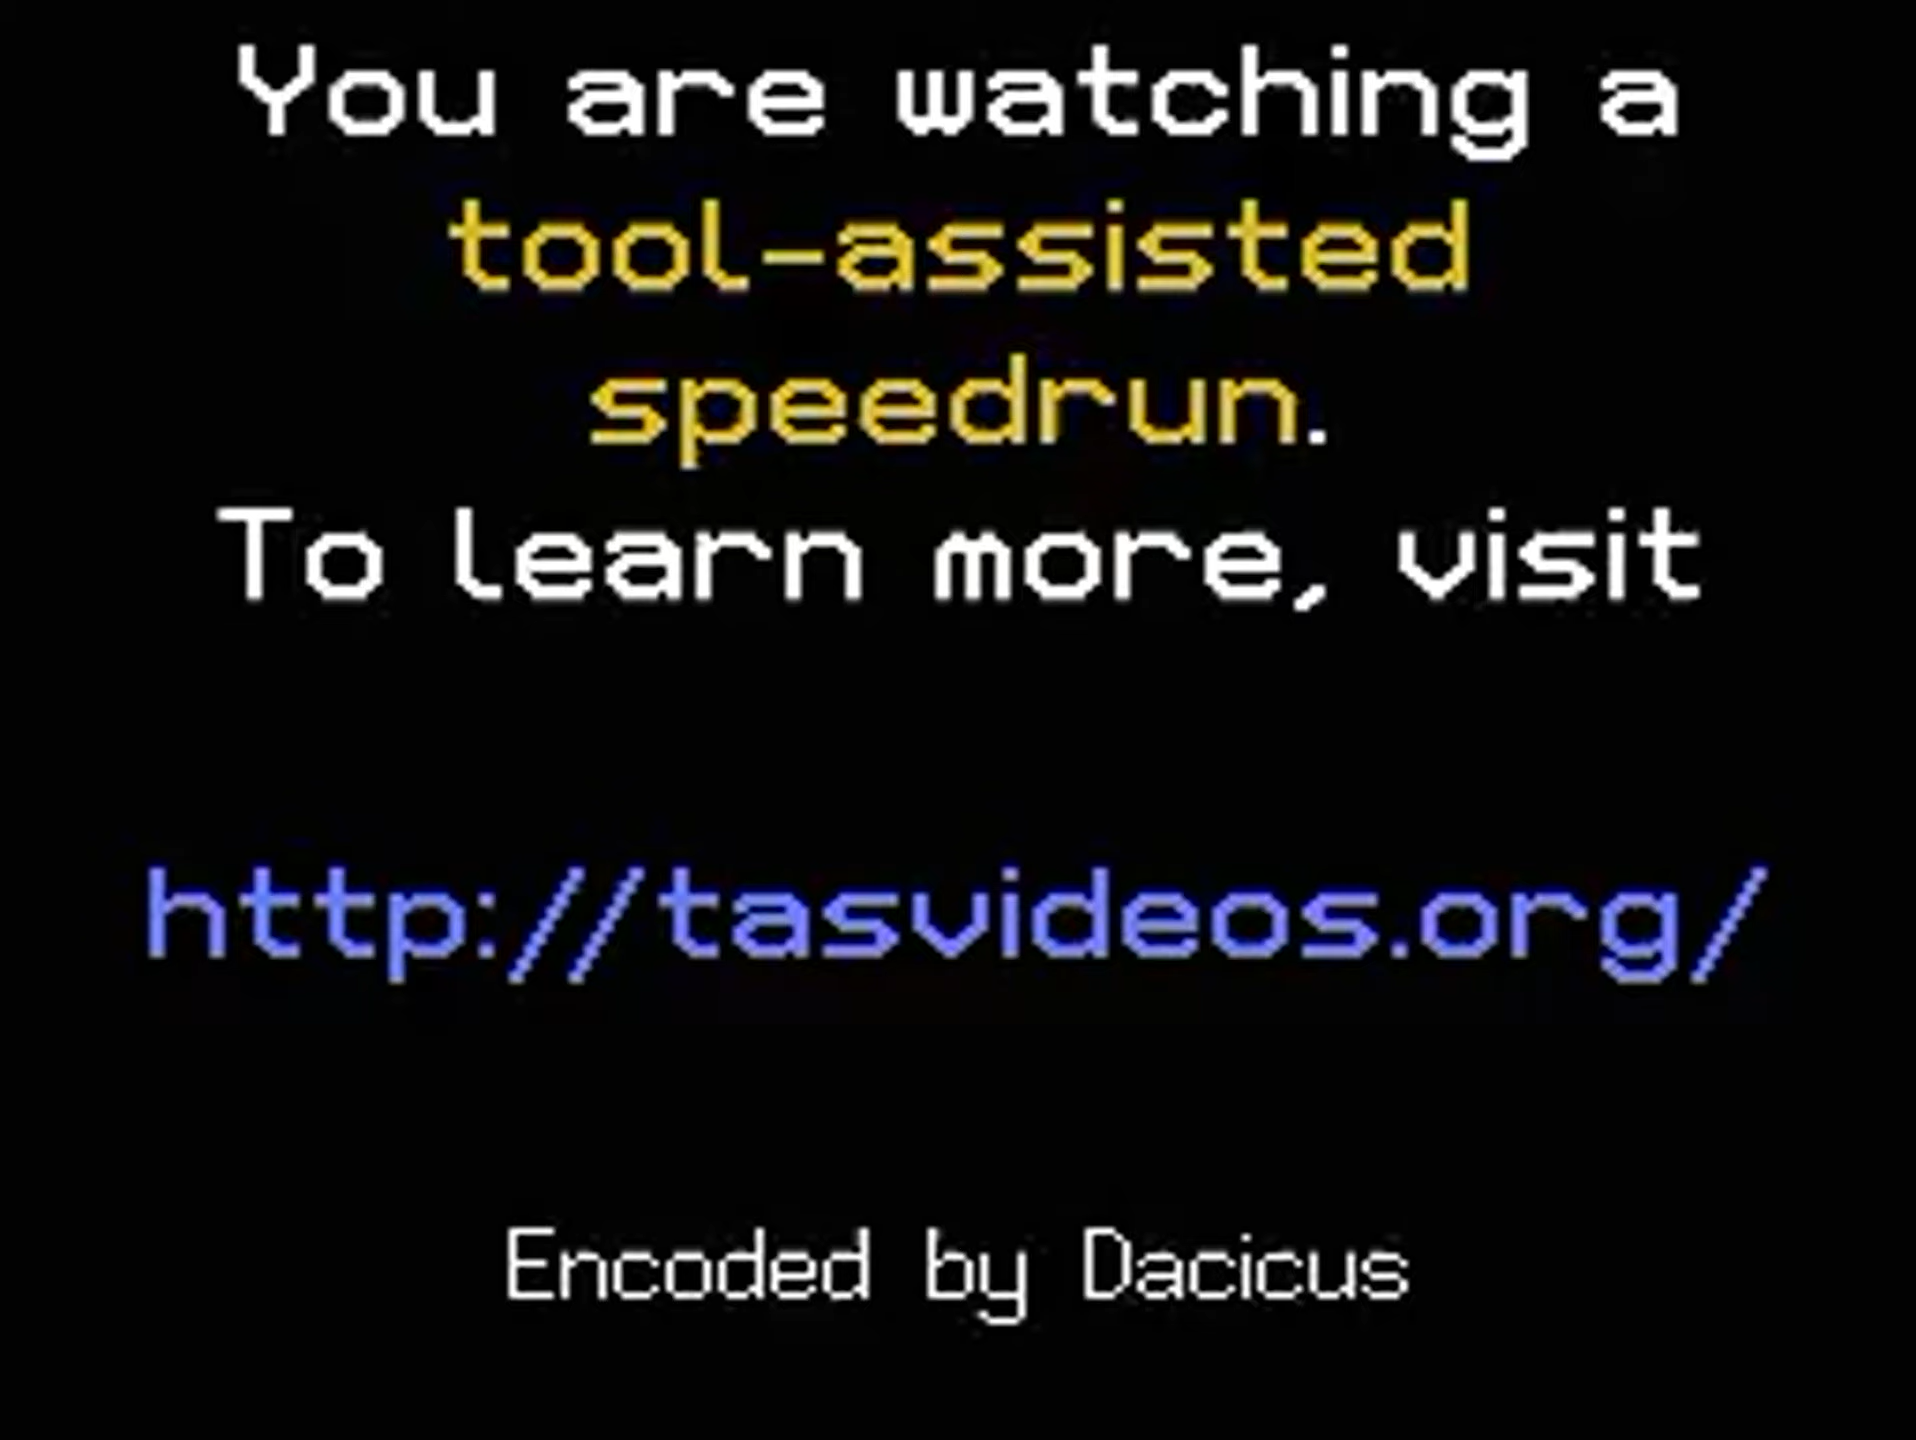 You are watching a
tool-assisted
speedrun.
To learn more, visit
http://tasvideos.org/
Encoded by Dacicus